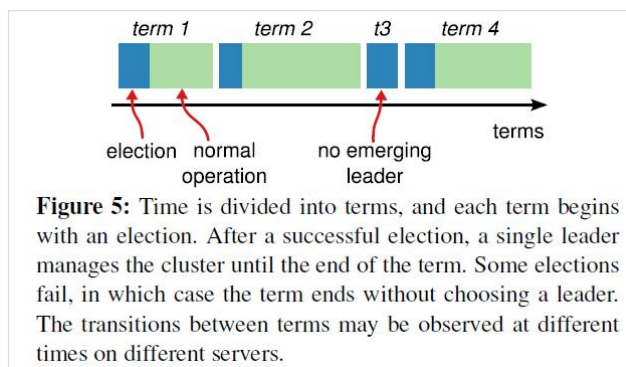 term 1 term 2 t3 term 4
terms
election normal operation no emerging leader
Figure 5: Time is divided into terms, and each term begins
with an election. After a successful election, a single leader
manages the cluster until the end of the term. Some elections
fail, in which case the term ends without choosing a leader.
The transitions between terms may be observed at different
times on different servers.